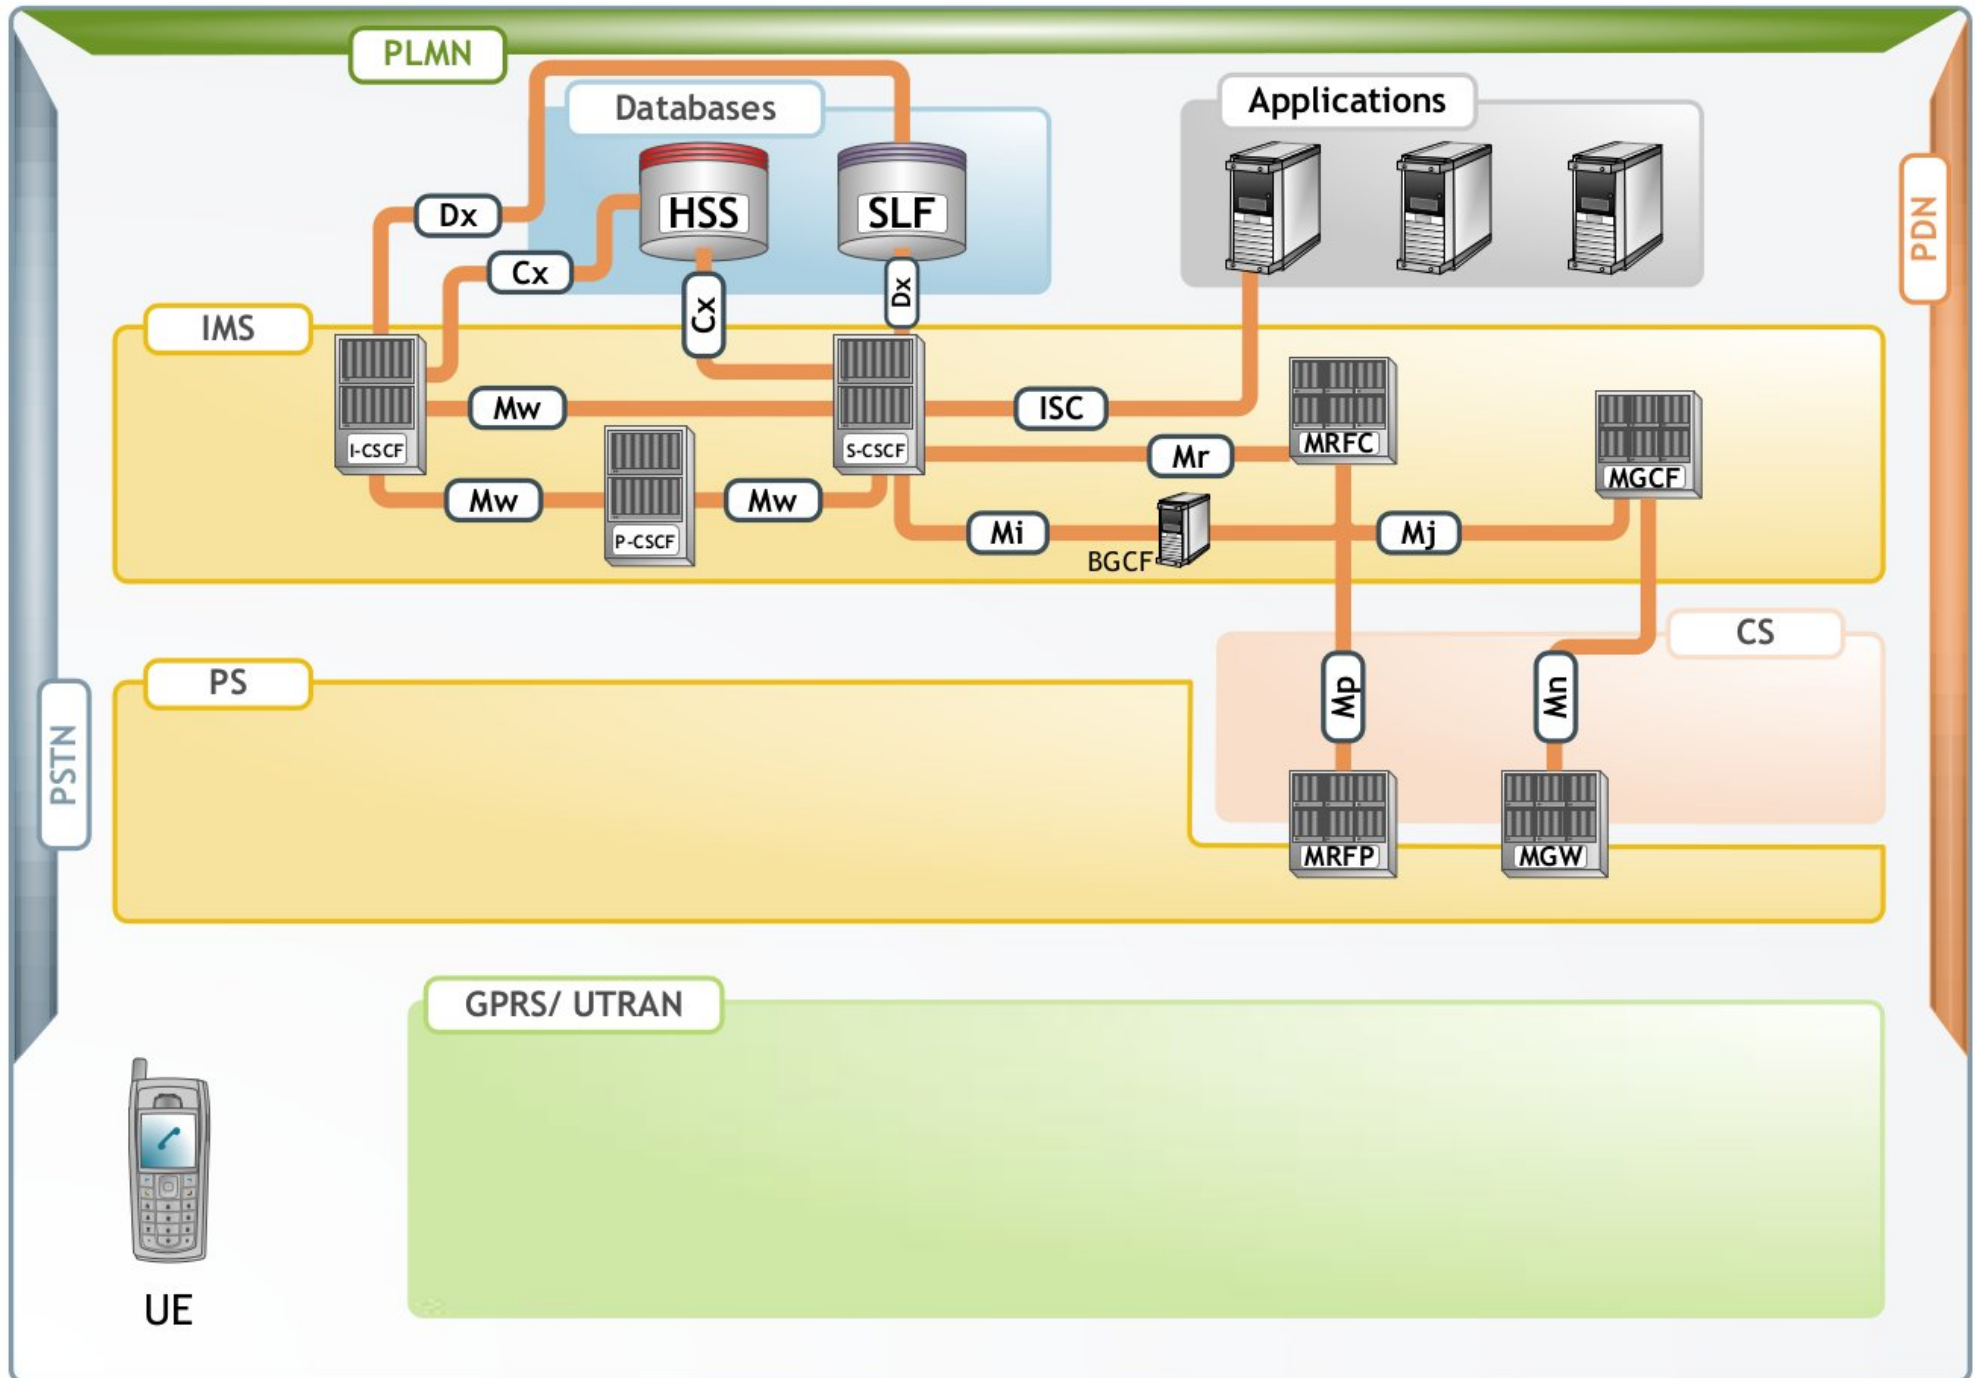 PLMN
Databases
Applications
HSS
SLF
Dx
Cx
Cx
Dx
PDN
IMS
I-CSCF
Mw
S-CSCF
ISC
Mr
MRFC
MGCF
Mw
P-CSCF
Mw
Mi
BGCF
Mj
CS
PS
Mp
Mn
PSTN
MRFP
MGW
GPRS/ UTRAN
UE